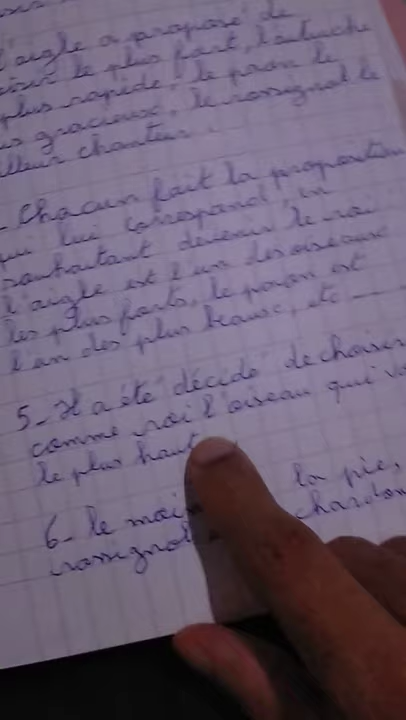 l'aigle a proposé de
le plus fort, l'autruche
plus rapide, le paon le
gracieux, le rossignol le
chanteur.
- Chacun fait la proposition
qui lui correspond, en
souhaitant devenir le roi
l'aigle est l'un des oiseaux
les plus forts, le paon est
l'un des plus beaux, etc
5- Il a été décidé de choisir
comme roi l'oiseau qui
le plus haut
6- le la pie,
rossignol